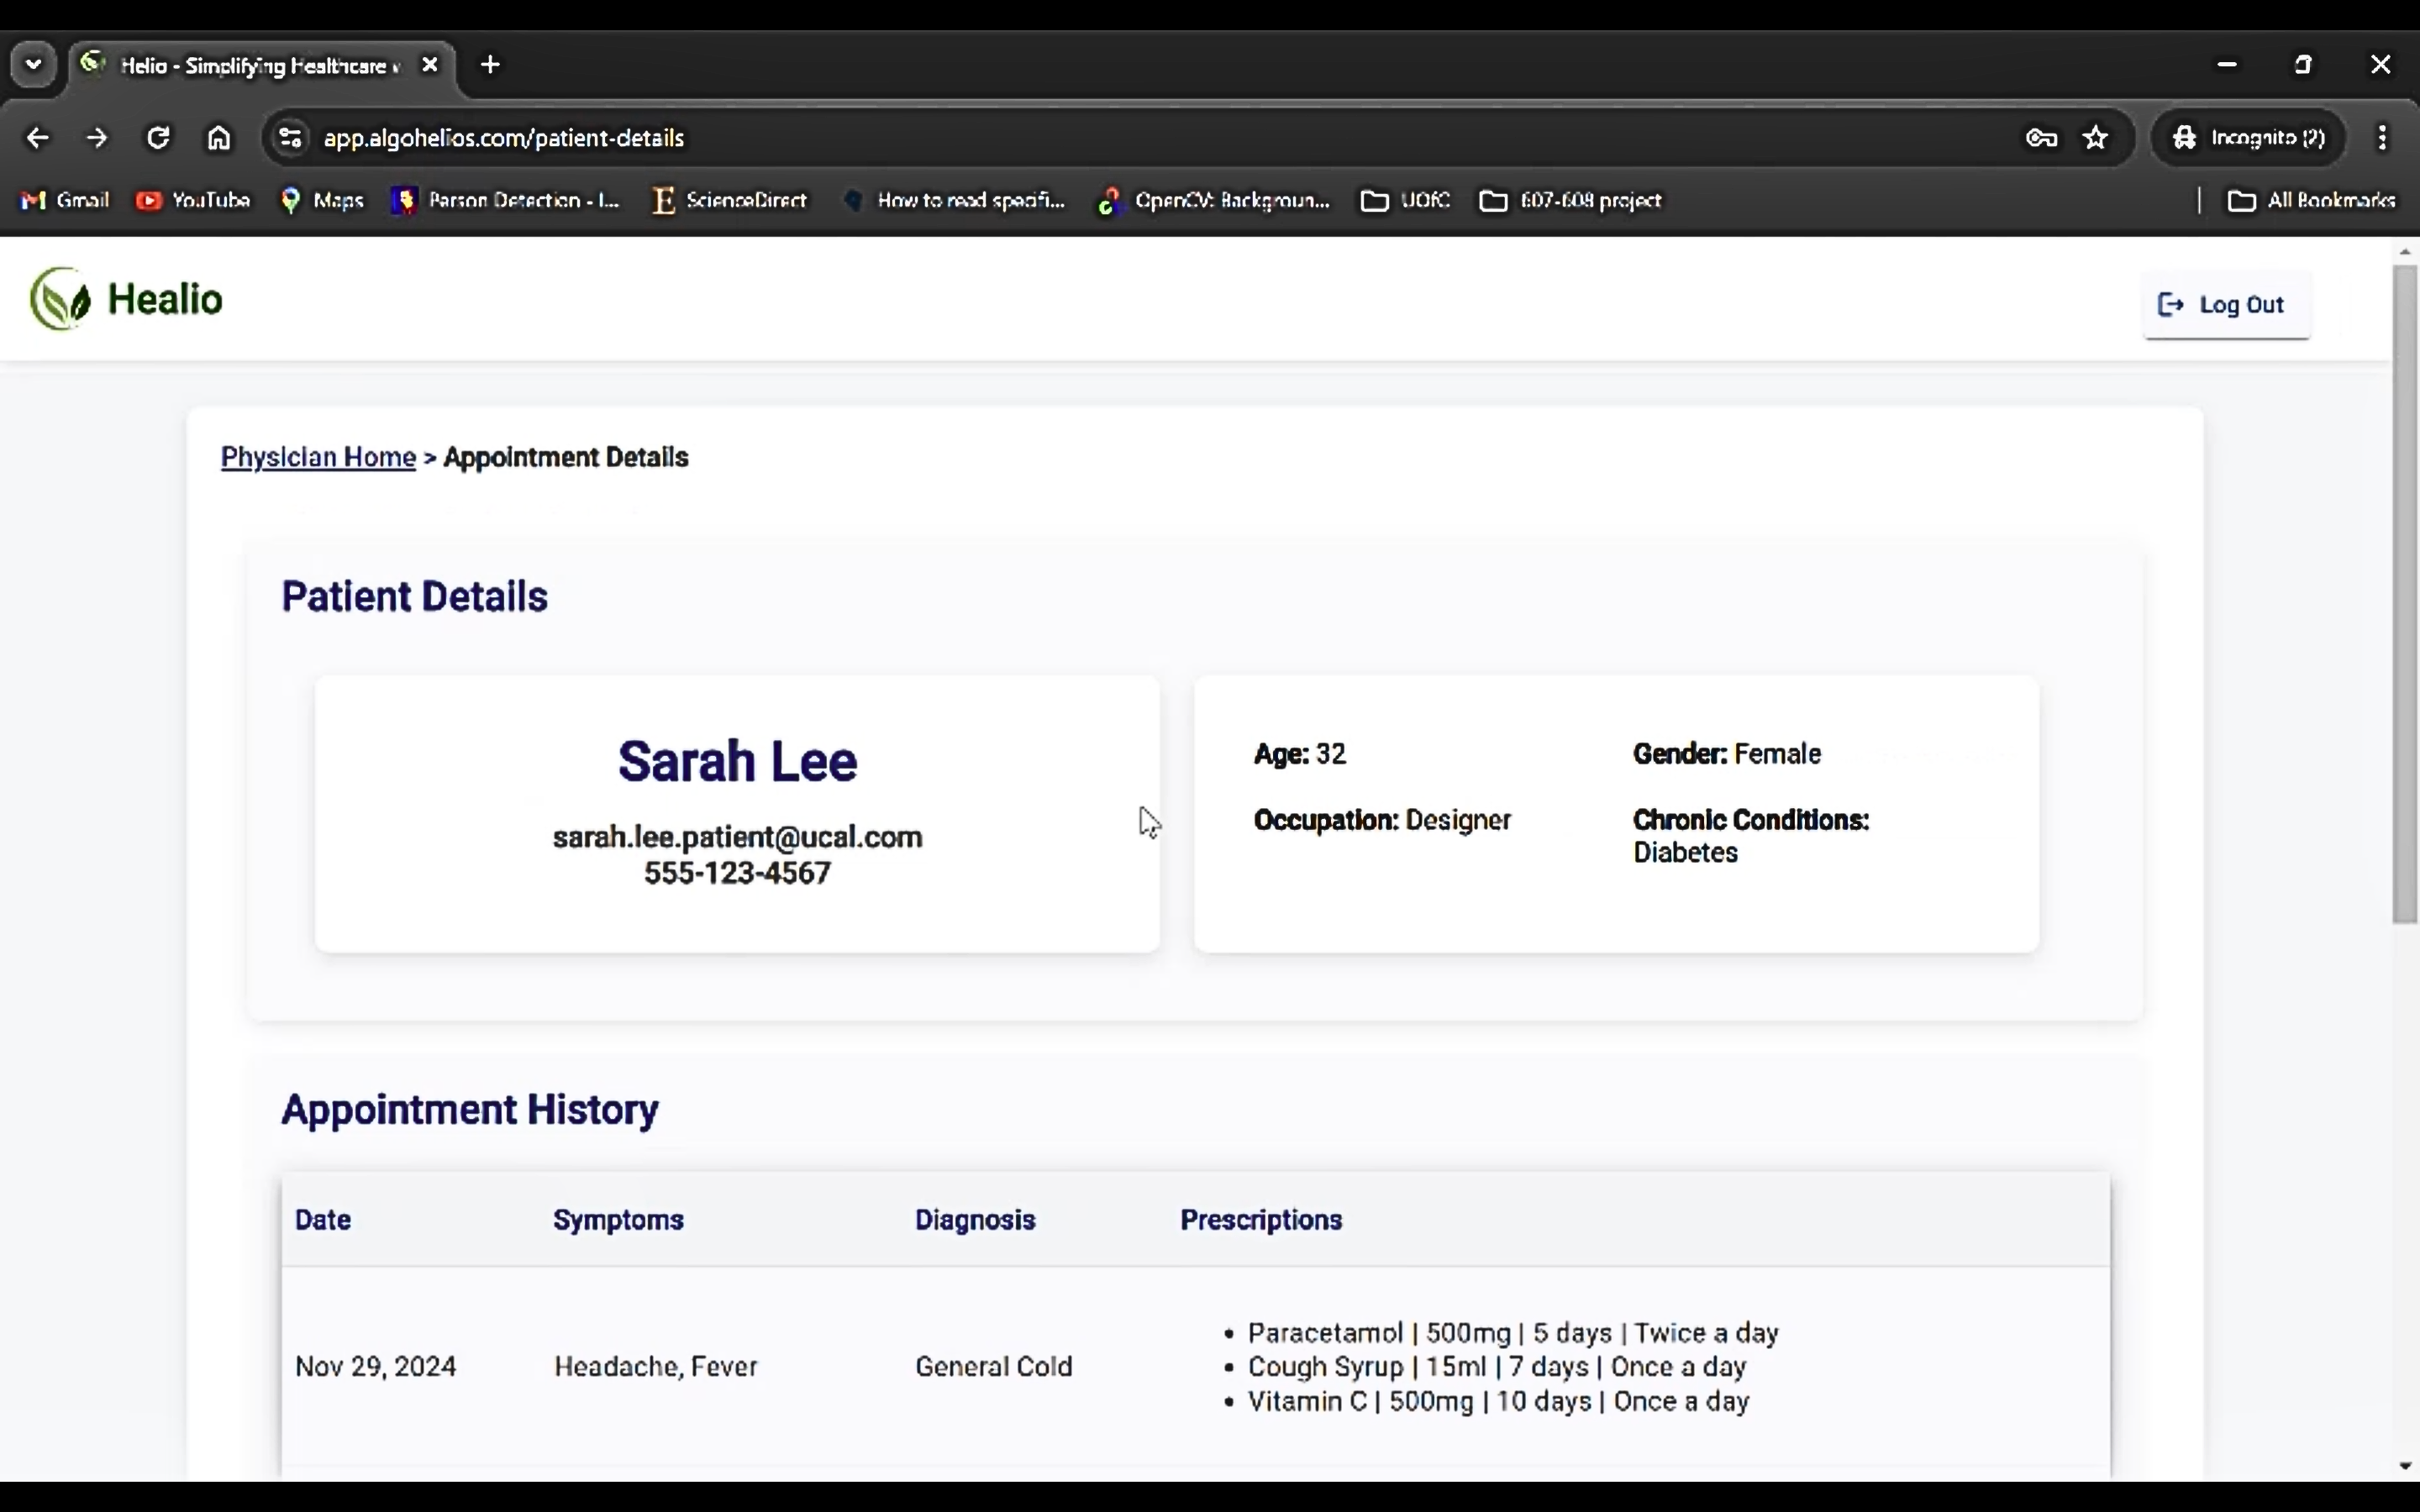 Helio - Simplifying Healthcare
app.algohelios.com/patient-details
Incognito (2)
Gmail YouTube Maps Person Detection - I... ScienceDirect How to read specifi... OpenCV: Backgroun... UOfC 607-608 project All Bookmarks
Healio
Log Out
Physician Home > Appointment Details
Patient Details
Sarah Lee
sarah.lee.patient@ucal.com
555-123-4567
Age: 32 Gender: Female
Occupation: Designer Chronic Conditions:
Diabetes
Appointment History
Date Symptoms Diagnosis Prescriptions
Nov 29, 2024 Headache, Fever General Cold
• Paracetamol | 500mg | 5 days | Twice a day
• Cough Syrup | 15ml | 7 days | Once a day
• Vitamin C | 500mg | 10 days | Once a day